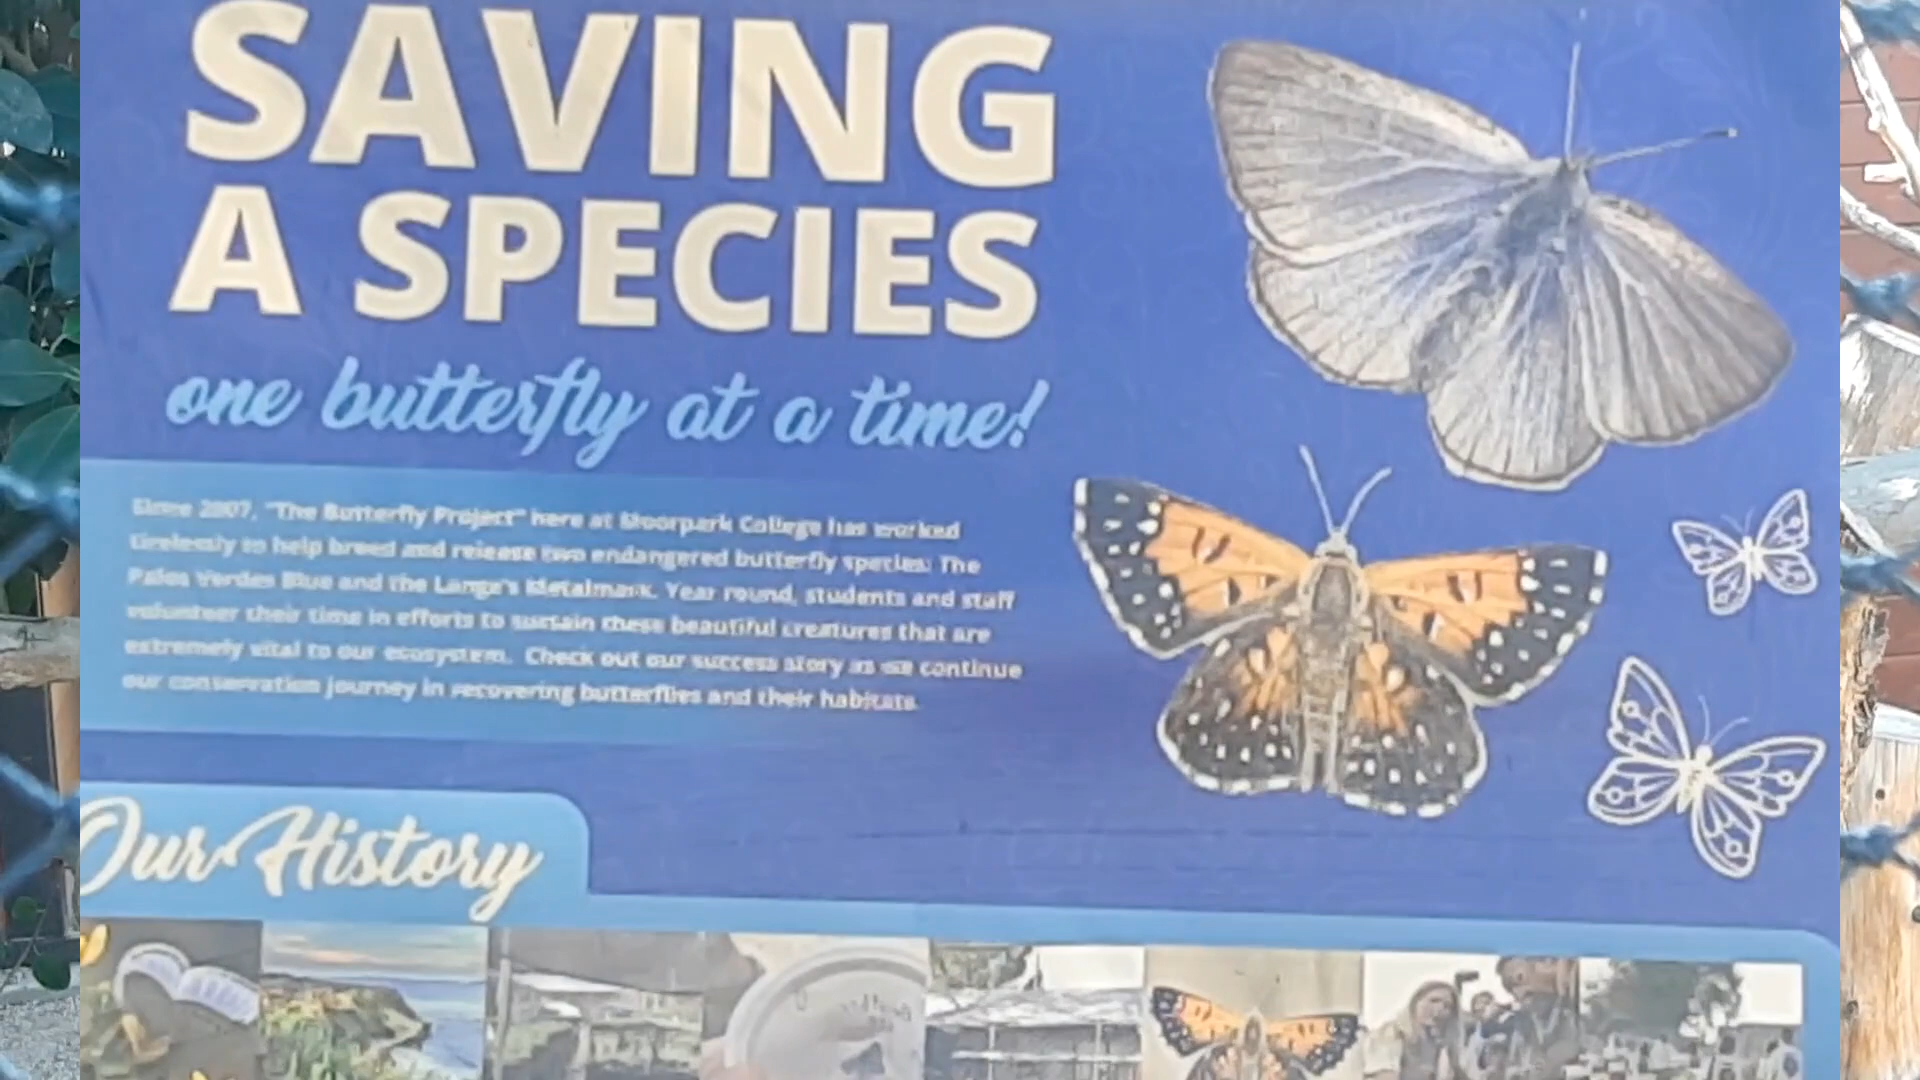 SAVING
A SPECIES
one butterfly at a time!
Since 2007, "The Butterfly Project" here at Moorpark College has worked
tirelessly to help breed and release two endangered butterfly species: The
Palos Verdes Blue and the Lange's Metalmark. Year round, students and staff
volunteer their time in efforts to sustain these beautiful creatures that are
extremely vital to our ecosystem. Check out our success story as we continue
our conservation journey in recovering butterflies and their habitats.
Our History